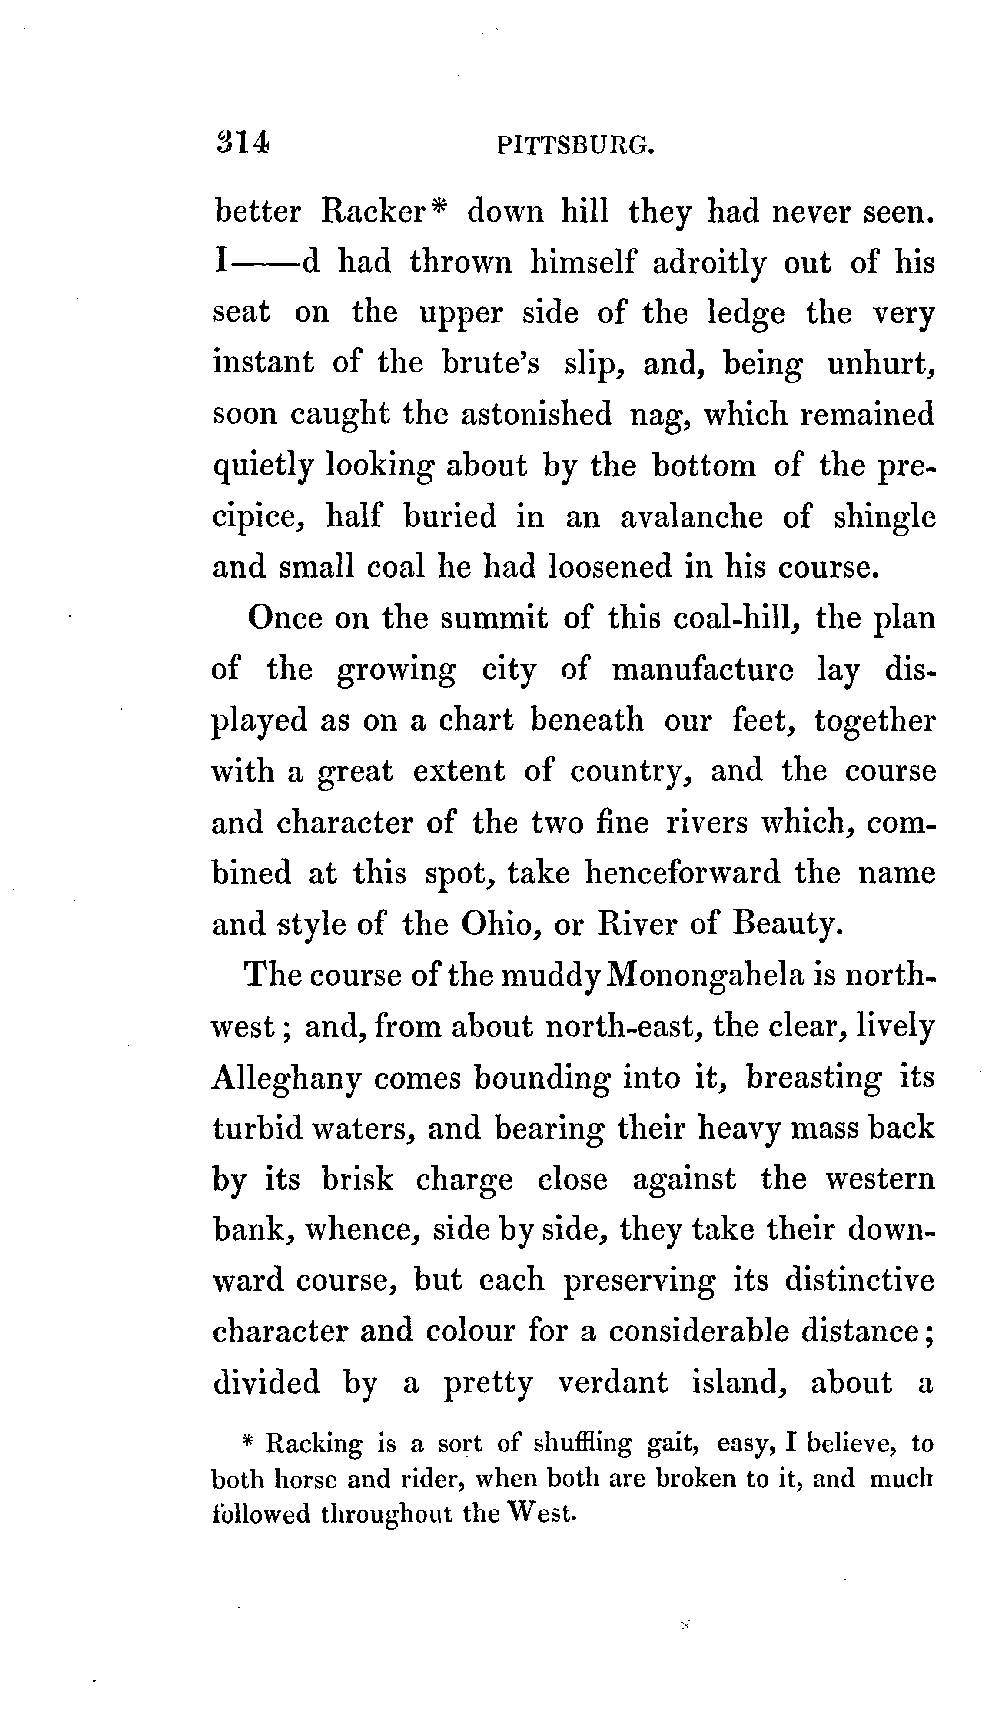 314 PITTSBURG.
better Racker* down hill they had never seen.
I——d had thrown himself adroitly out of his
seat on the upper side of the ledge the very
instant of the brute's slip, and, being unhurt,
soon caught the astonished nag, which remained
quietly looking about by the bottom of the pre-
cipice, half buried in an avalanche of shingle
and small coal he had loosened in his course.
Once on the summit of this coal-hill, the plan
of the growing city of manufacture lay dis-
played as on a chart beneath our feet, together
with a great extent of country, and the course
and character of the two fine rivers which, com-
bined at this spot, take henceforward the name
and style of the Ohio, or River of Beauty.
The course of the muddy Monongahela is north-
west; and, from about north-east, the clear, lively
Alleghany comes bounding into it, breasting its
turbid waters, and bearing their heavy mass back
by its brisk charge close against the western
bank, whence, side by side, they take their down-
ward course, but each preserving its distinctive
character and colour for a considerable distance;
divided by a pretty verdant island, about a
* Racking is a sort of shuffling gait, easy, I believe, to
both horse and rider, when both are broken to it, and much
followed throughout the West.